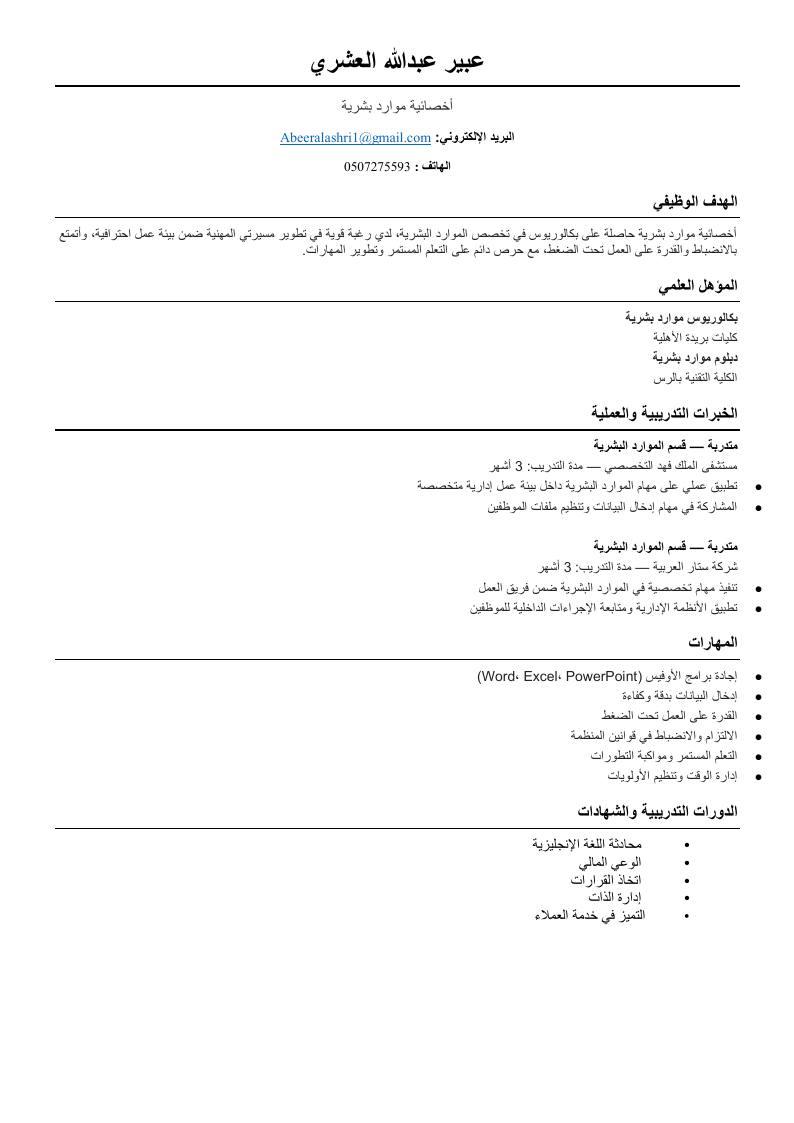 عبير عبدالله العشري
أخصائية موارد بشرية
البريد الإلكتروني: Abeeralashri1@gmail.com
الهاتف : 0507275593
الهدف الوظيفي
أخصائية موارد بشرية حاصلة على بكالوريوس في تخصص الموارد البشرية، لدي رغبة قوية في تطوير مسيرتي المهنية ضمن بيئة عمل احترافية، وأتمتع
بالانضباط والقدرة على العمل تحت الضغط، مع حرص دائم على التعلم المستمر وتطوير المهارات.
المؤهل العلمي
بكالوريوس موارد بشرية
كليات بريدة الأهلية
دبلوم موارد بشرية
الكلية التقنية بالرس
الخبرات التدريبية والعملية
متدربة — قسم الموارد البشرية
مستشفى الملك فهد التخصصي — مدة التدريب: 3 أشهر
• تطبيق عملي على مهام الموارد البشرية داخل بيئة عمل إدارية متخصصة
• المشاركة في مهام إدخال البيانات وتنظيم ملفات الموظفين
متدربة — قسم الموارد البشرية
شركة ستار العربية — مدة التدريب: 3 أشهر
• تنفيذ مهام تخصصية في الموارد البشرية ضمن فريق العمل
• تطبيق الأنظمة الإدارية ومتابعة الإجراءات الداخلية للموظفين
المهارات
• إجادة برامج الأوفيس (Word، Excel، PowerPoint)
• إدخال البيانات بدقة وكفاءة
• القدرة على العمل تحت الضغط
• الالتزام والانضباط في قوانين المنظمة
• التعلم المستمر ومواكبة التطورات
• إدارة الوقت وتنظيم الأولويات
الدورات التدريبية والشهادات
• محادثة اللغة الإنجليزية
• الوعي المالي
• اتخاذ القرارات
• إدارة الذات
• التميز في خدمة العملاء